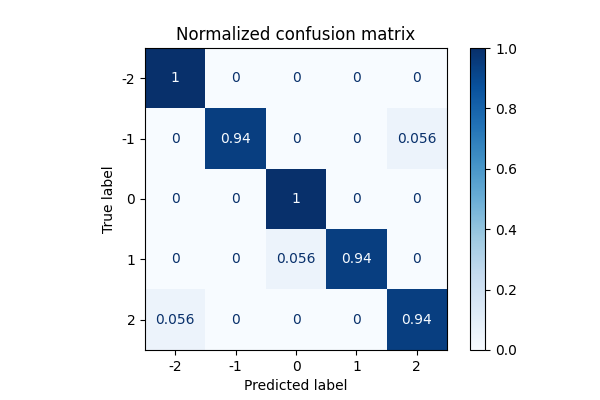 Normalized confusion matrix
-2 1 0 0 0 0
-1 0 0.94 0 0 0.056
0 0 0 1 0 0
1 0 0 0.056 0.94 0
2 0.056 0 0 0 0.94
-2 -1 0 1 2
Predicted label
True label
1.0
0.8
0.6
0.4
0.2
0.0